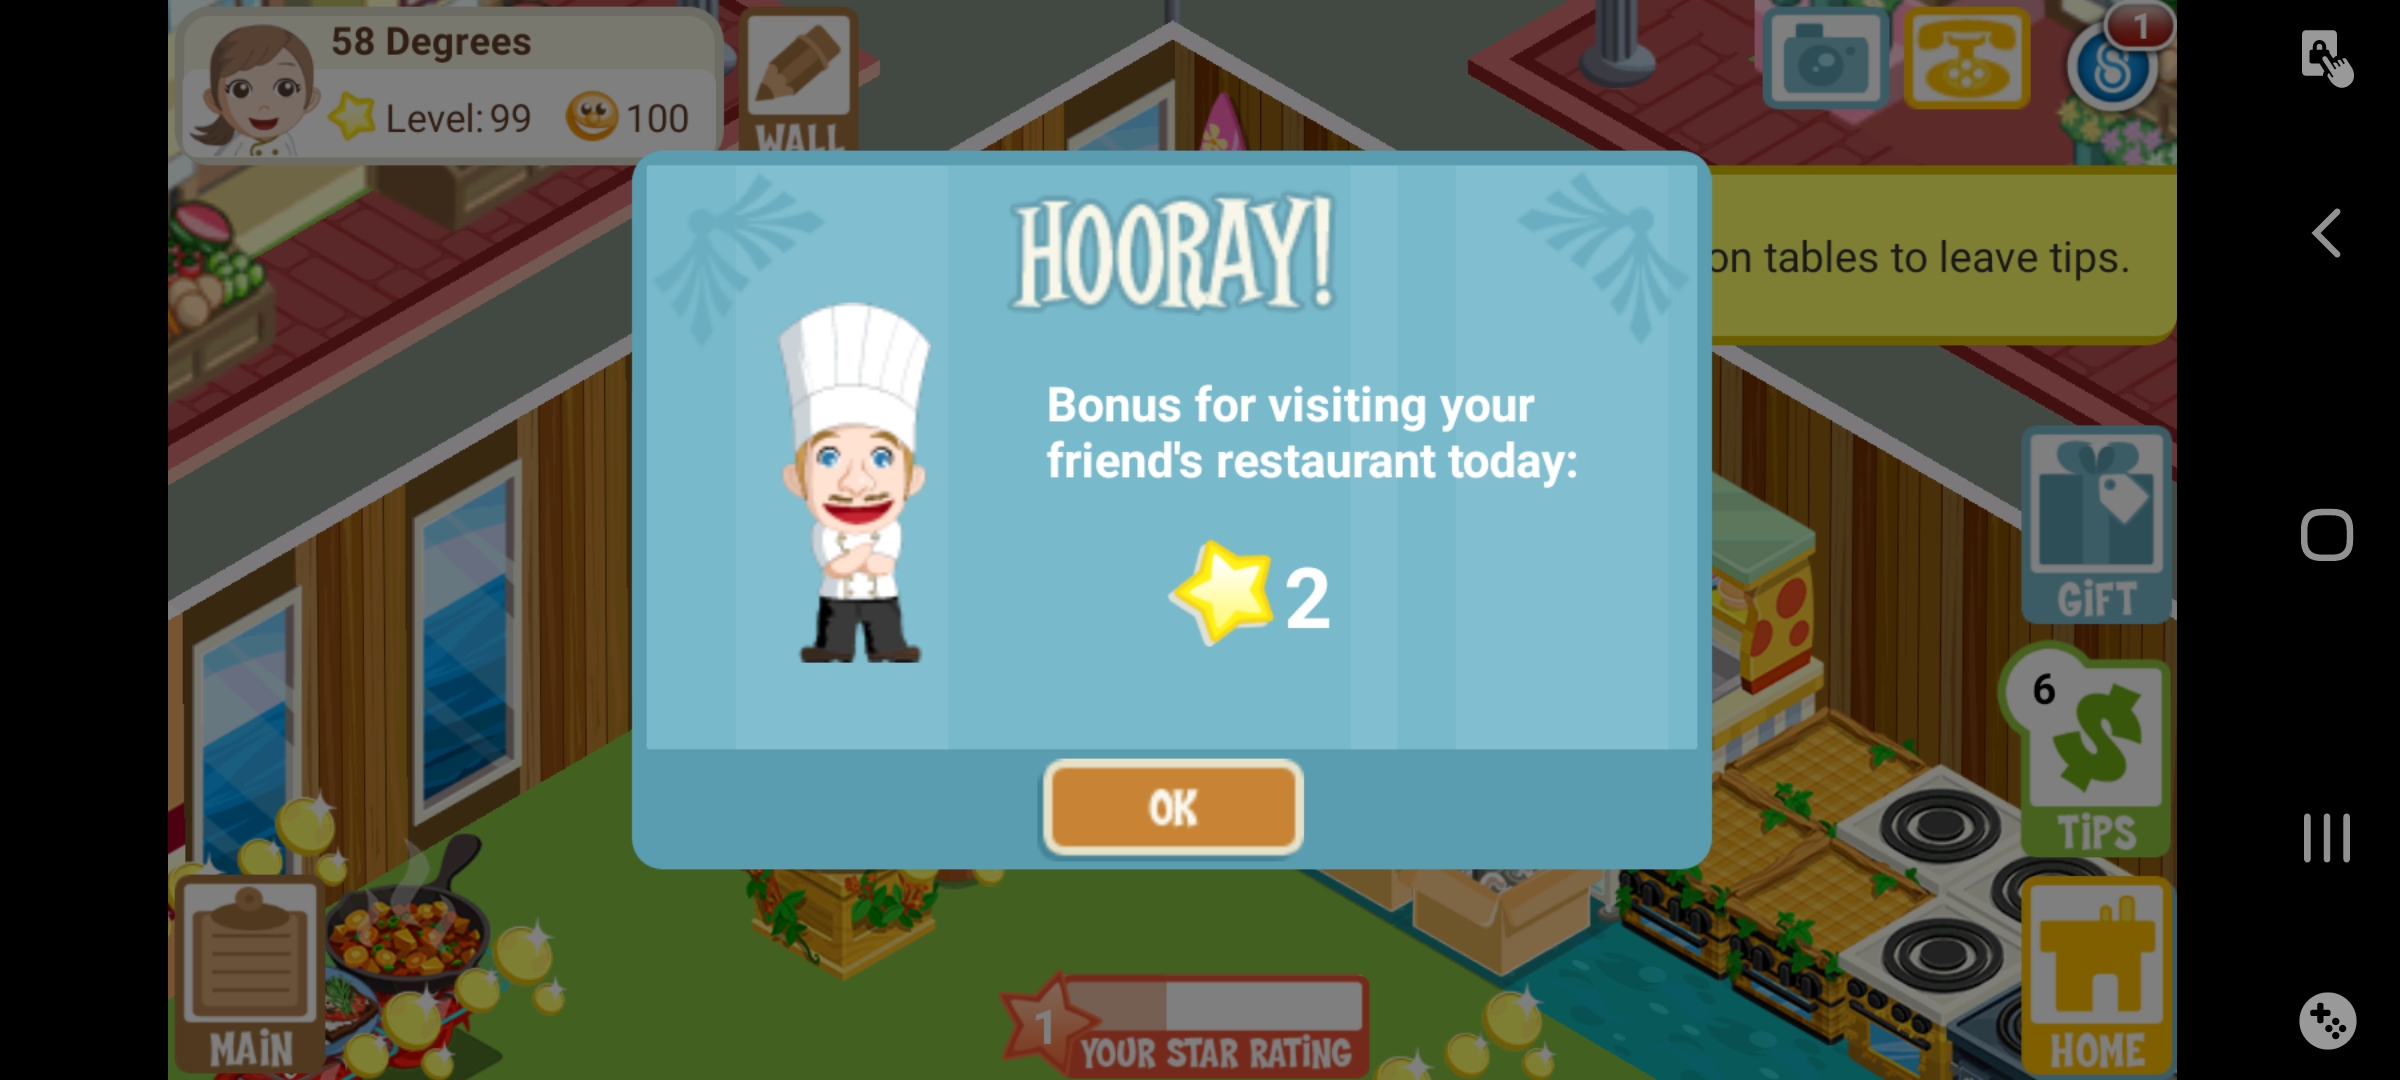 58 Degrees
Level: 99
100
WALL
1
on tables to leave tips.
HOORAY!
Bonus for visiting your
friend's restaurant today:
2
OK
GiFT
6
TiPS
MAiN
1
YOUR STAR RATiNG
HOME